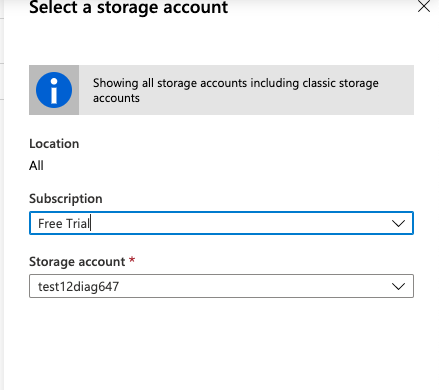 Select a storage account
Showing all storage accounts including classic storage
accounts
Location
All
Subscription
Free Trial
Storage account *
test12diag647